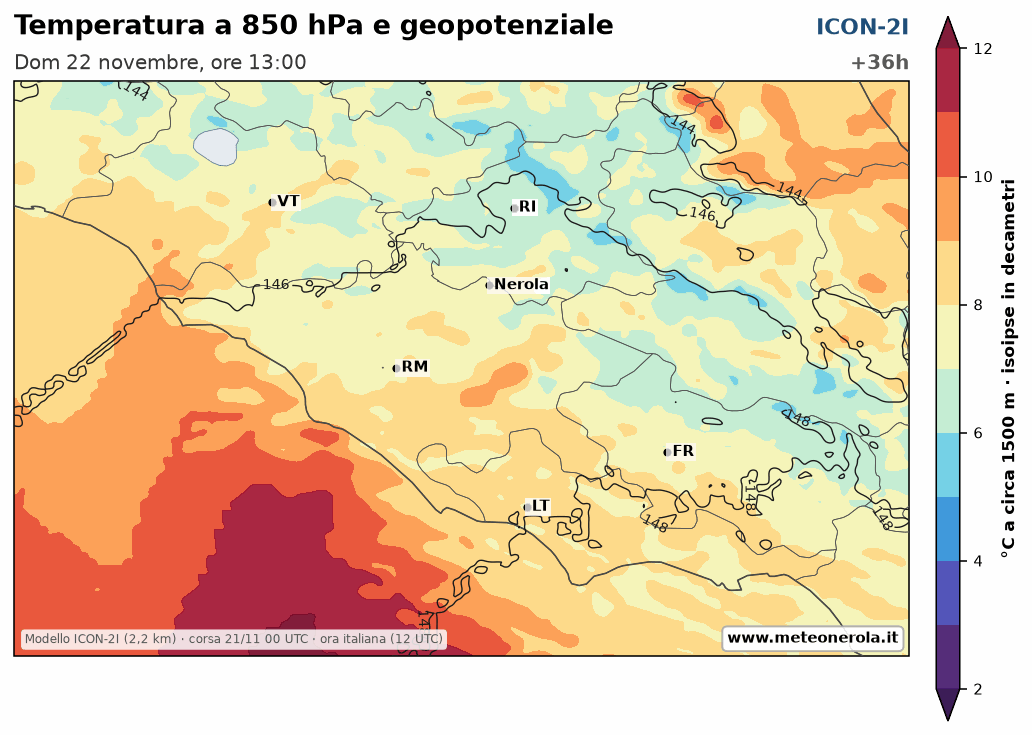 Temperatura a 850 hPa e geopotenziale
ICON-2I
Dom 22 novembre, ore 13:00
+36h
144
144
144
146
VT
RI
146
Nerola
RM
148
FR
148
LT
148
148
Modello ICON-2I (2,2 km) · corsa 21/11 00 UTC · ora italiana (12 UTC)
www.meteonerola.it
12
10
8
6
4
2
°C a circa 1500 m · isoipse in decametri